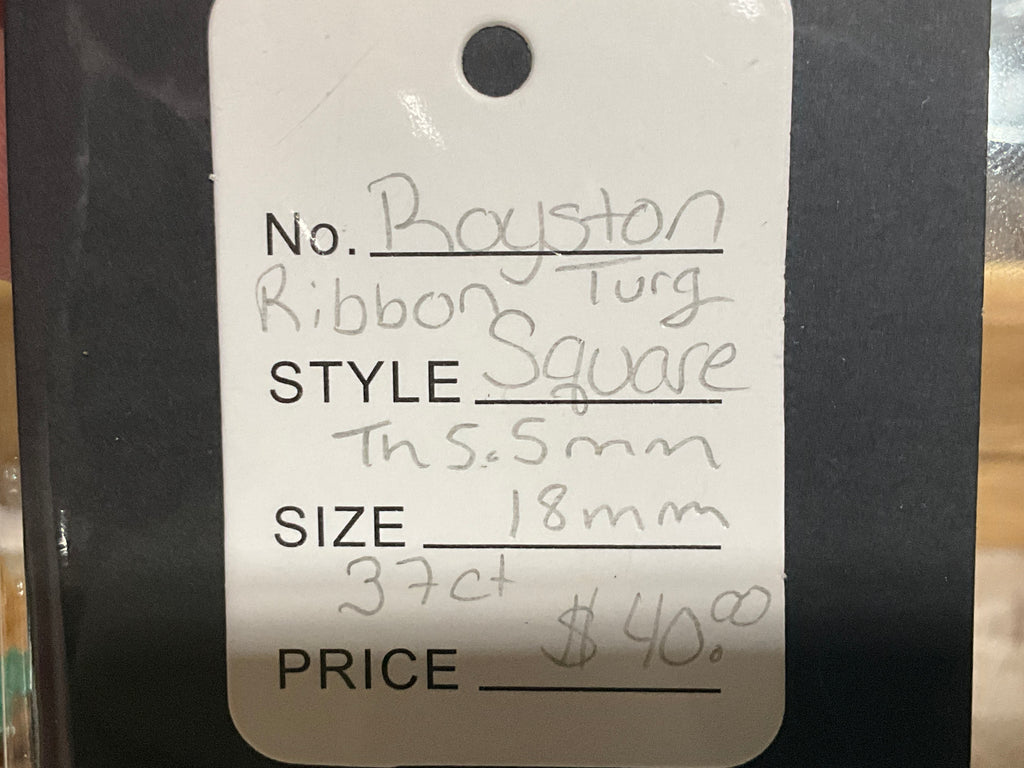 No. Royston
Ribbon Turq
STYLE Square
Th 5.5mm
SIZE 18mm
37ct
PRICE $40.00